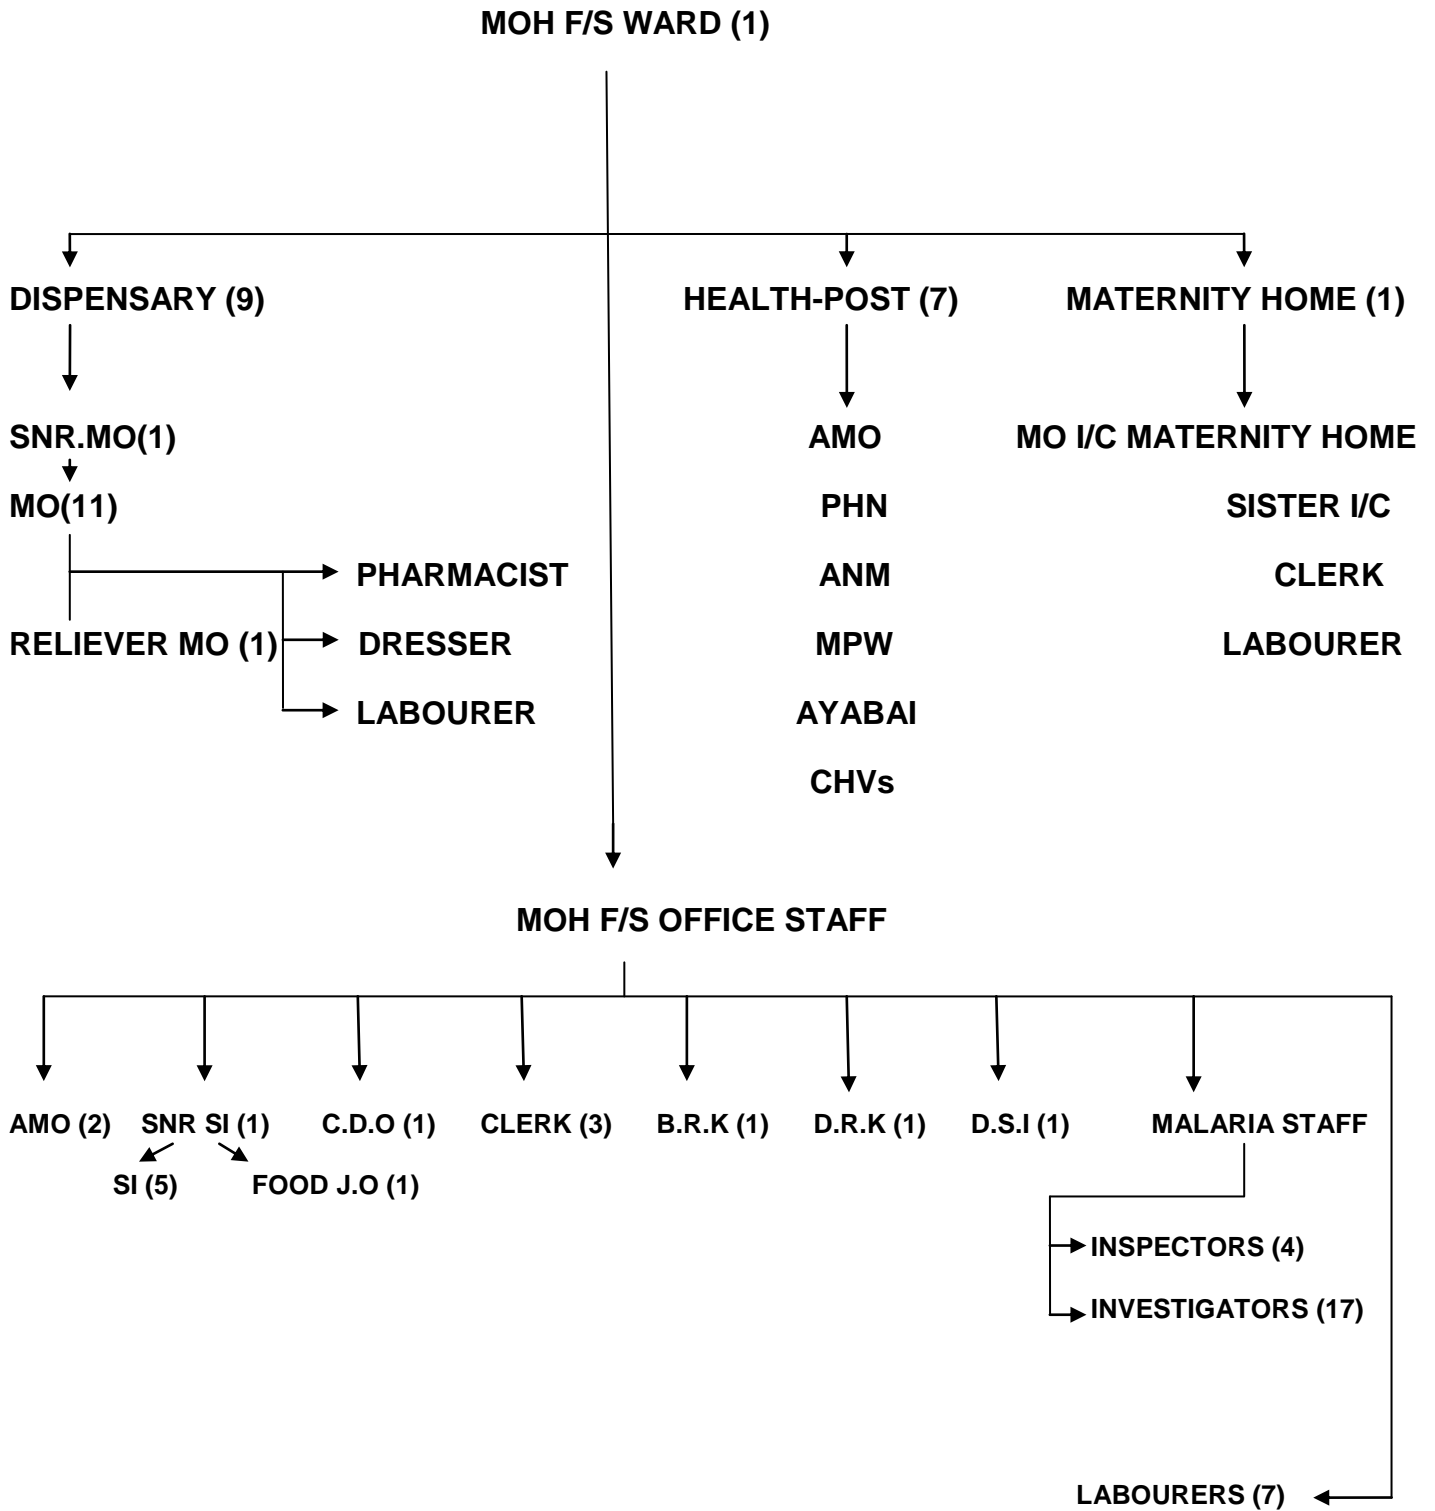 MOH F/S WARD (1)
DISPENSARY (9)
HEALTH-POST (7)
MATERNITY HOME (1)
SNR.MO(1)
AMO
MO I/C MATERNITY HOME
MO(11)
PHN
SISTER I/C
PHARMACIST
ANM
CLERK
RELIEVER MO (1)
DRESSER
MPW
LABOURER
LABOURER
AYABAI
CHVs
MOH F/S OFFICE STAFF
AMO (2)
SNR SI (1)
C.D.O (1)
CLERK (3)
B.R.K (1)
D.R.K (1)
D.S.I (1)
MALARIA STAFF
SI (5)
FOOD J.O (1)
INSPECTORS (4)
INVESTIGATORS (17)
LABOURERS (7)